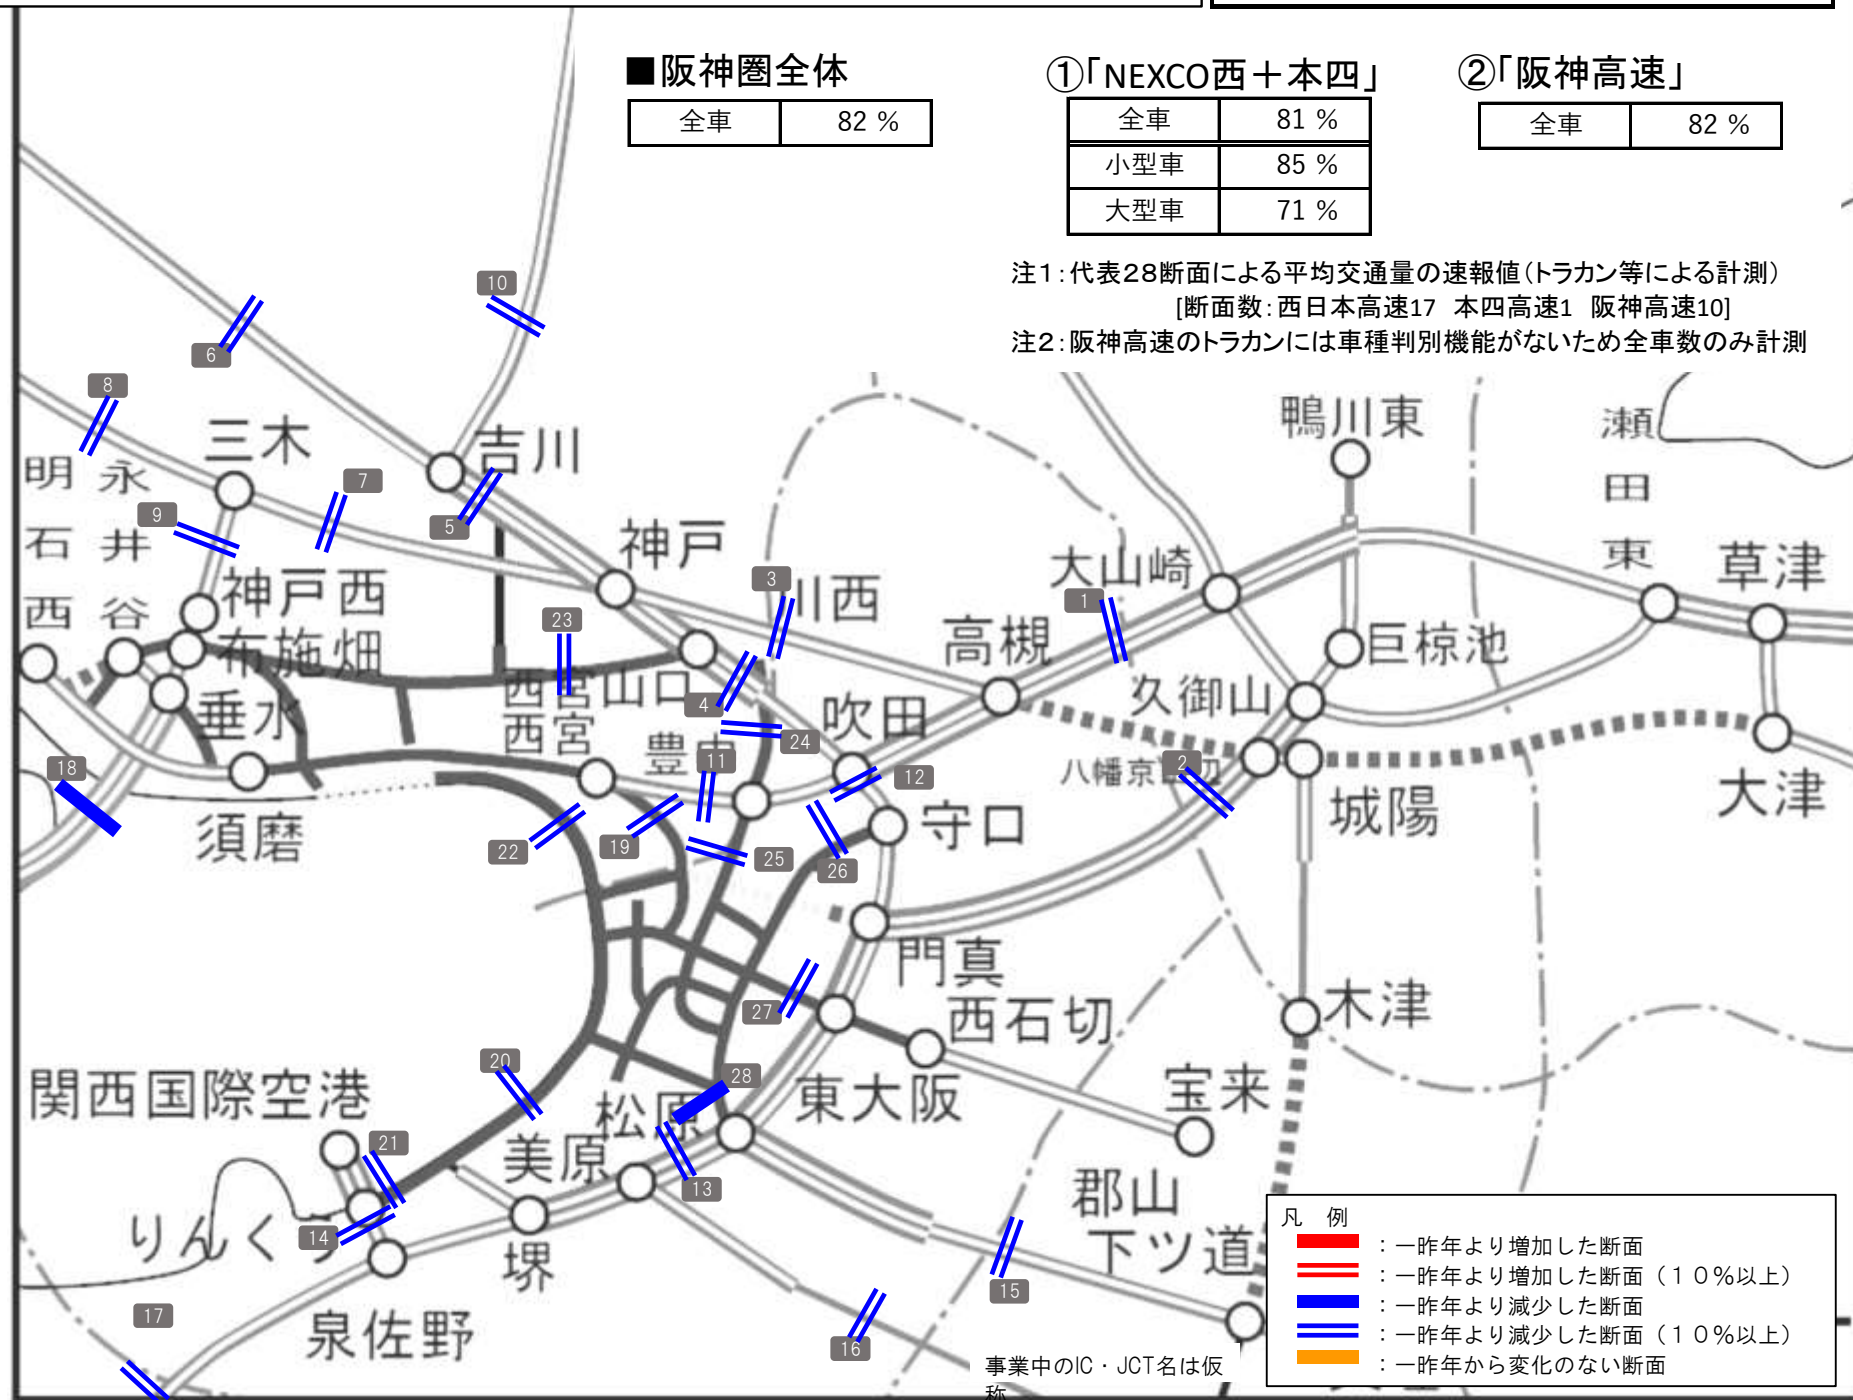 ■阪神圏全体
全車 82 %
①「NEXCO西＋本四」
全車 81 %
小型車 85 %
大型車 71 %
②「阪神高速」
全車 82 %
注１：代表２８断面による平均交通量の速報値（トラカン等による計測）
[断面数：西日本高速17　本四高速1　阪神高速10]
注２：阪神高速のトラカンには車種判別機能がないため全車数のみ計測
10
6
8
三木
吉川
鴨川東
瀬田東
明石西
永井谷
7
9
5
神戸
3
川西
大山崎
1
草津
神戸西
布施畑
23
高槻
巨椋池
西宮山口
4
久御山
垂水
西宮
豊中
24
吹田
11
12
2
八幡京
18
須磨
22
19
25
26
守口
城陽
大津
門真
27
西石切
木津
関西国際空港
20
28
松原
東大阪
宝来
21
美原
13
郡山
下ツ道
りんくう
14
堺
15
17
泉佐野
16
事業中のIC・JCT名は仮
称
凡　例
：一昨年より増加した断面
：一昨年より増加した断面（１０％以上）
：一昨年より減少した断面
：一昨年より減少した断面（１０％以上）
：一昨年から変化のない断面